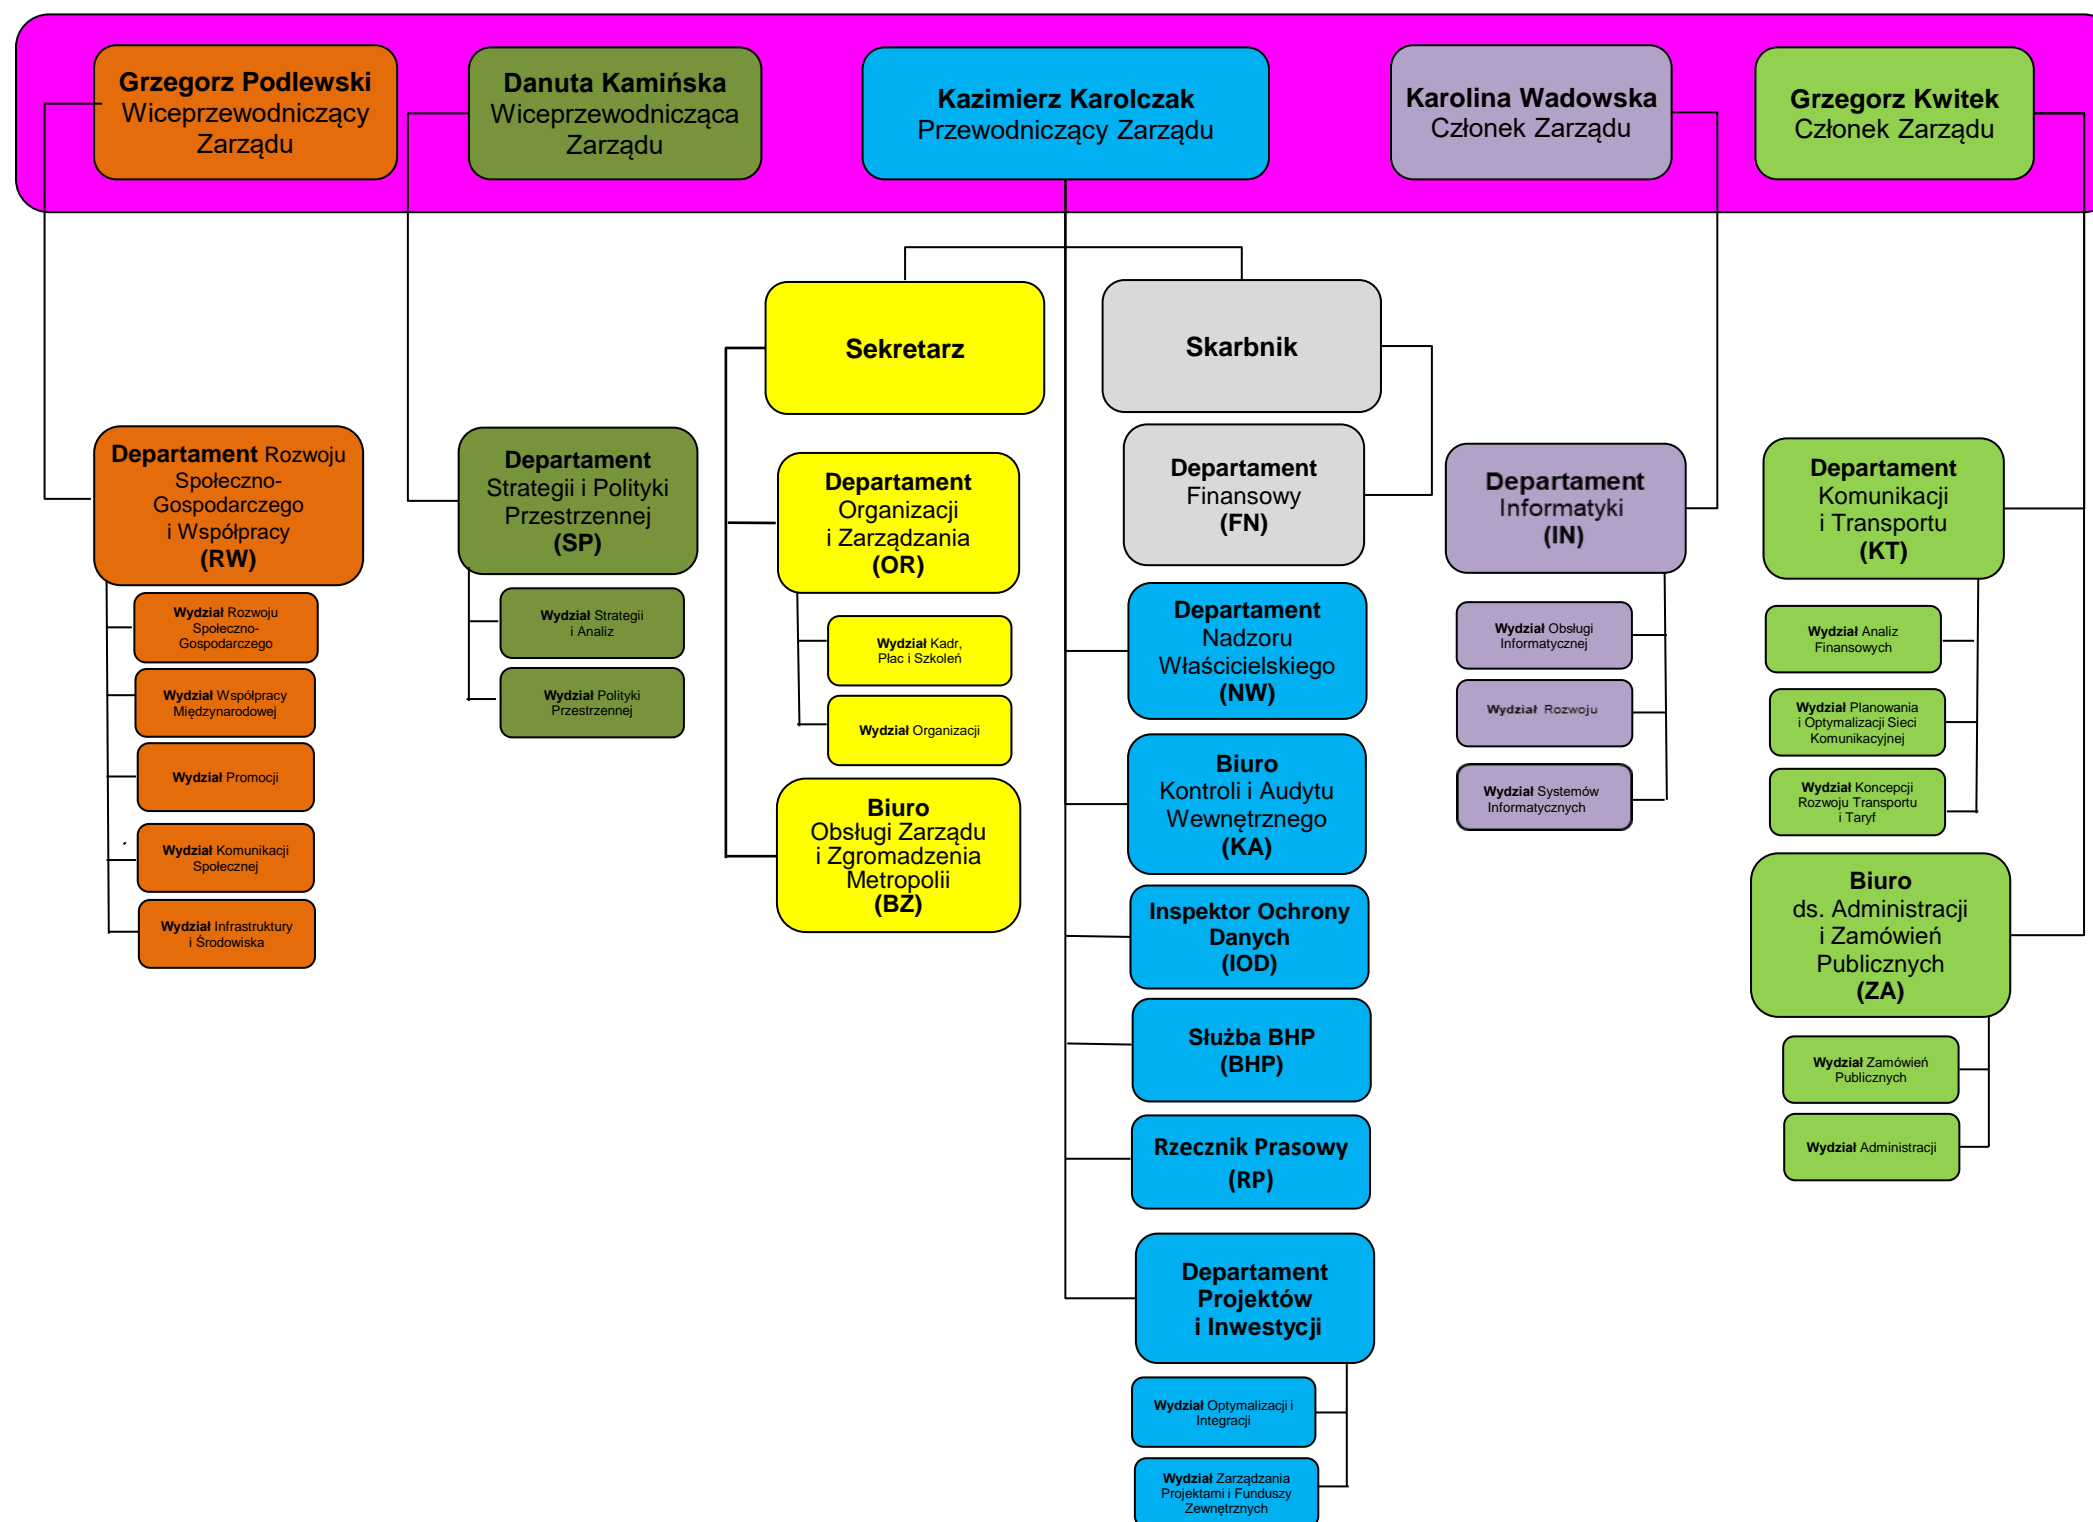 Grzegorz Podlewski
Wiceprzewodniczący
Zarządu
Danuta Kamińska
Wiceprzewodnicząca
Zarządu
Kazimierz Karolczak
Przewodniczący Zarządu
Karolina Wadowska
Członek Zarządu
Grzegorz Kwitek
Członek Zarządu
Sekretarz
Skarbnik
Departament Rozwoju
Społeczno-
Gospodarczego
i Współpracy
(RW)
Wydział Rozwoju
Społeczno-
Gospodarczego
Wydział Współpracy
Międzynarodowej
Wydział Promocji
Wydział Komunikacji
Społecznej
Wydział Infrastruktury
i Środowiska
Departament
Strategii i Polityki
Przestrzennej
(SP)
Wydział Strategii
i Analiz
Wydział Polityki
Przestrzennej
Departament
Organizacji
i Zarządzania
(OR)
Wydział Kadr,
Płac i Szkoleń
Wydział Organizacji
Biuro
Obsługi Zarządu
i Zgromadzenia
Metropolii
(BZ)
Departament
Finansowy
(FN)
Departament
Nadzoru
Właścicielskiego
(NW)
Biuro
Kontroli i Audytu
Wewnętrznego
(KA)
Inspektor Ochrony
Danych
(IOD)
Służba BHP
(BHP)
Rzecznik Prasowy
(RP)
Departament
Projektów
i Inwestycji
Wydział Optymalizacji i
Integracji
Wydział Zarządzania
Projektami i Funduszy
Zewnętrznych
Departament
Informatyki
(IN)
Wydział Obsługi
Informatycznej
Wydział Rozwoju
Wydział Systemów
Informatycznych
Departament
Komunikacji
i Transportu
(KT)
Wydział Analiz
Finansowych
Wydział Planowania
i Optymalizacji Sieci
Komunikacyjnej
Wydział Koncepcji
Rozwoju Transportu
i Taryf
Biuro
ds. Administracji
i Zamówień
Publicznych
(ZA)
Wydział Zamówień
Publicznych
Wydział Administracji